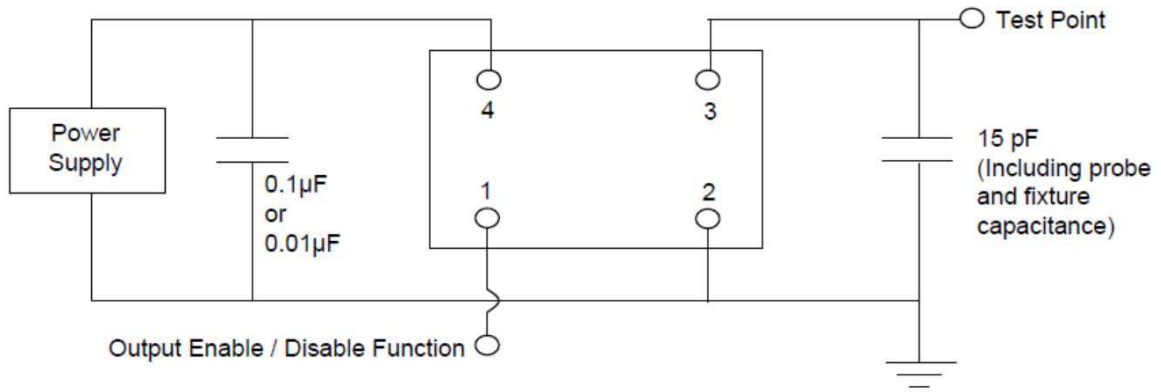 Test Point
4
3
Power
Supply
15 pF
(Including probe
and fixture
capacitance)
0.1µF
or
0.01µF
1
2
Output Enable / Disable Function